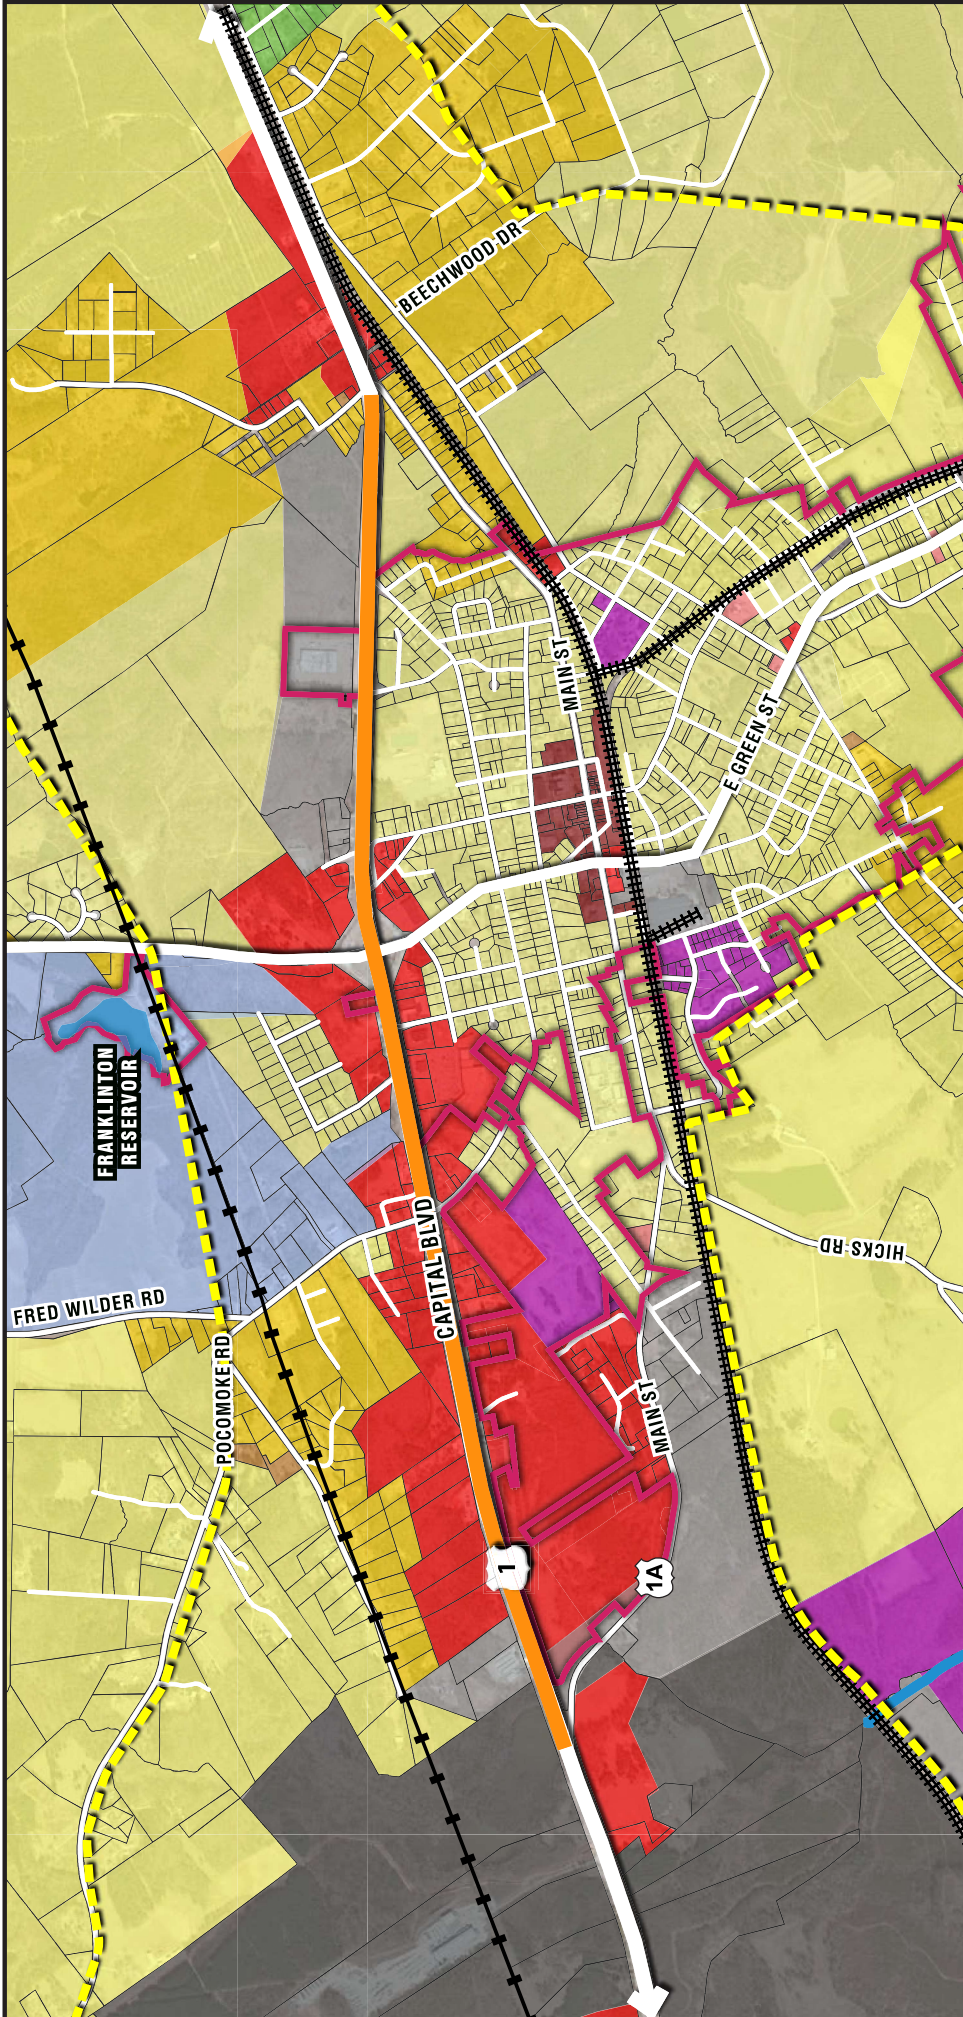 BEECHWOOD DR
MAIN ST
E GREEN ST
FRANKLINTON
RESERVOIR
HICKS RD
CAPITAL BLVD
FRED WILDER RD
POCOMOKE RD
MAIN ST
1
1A